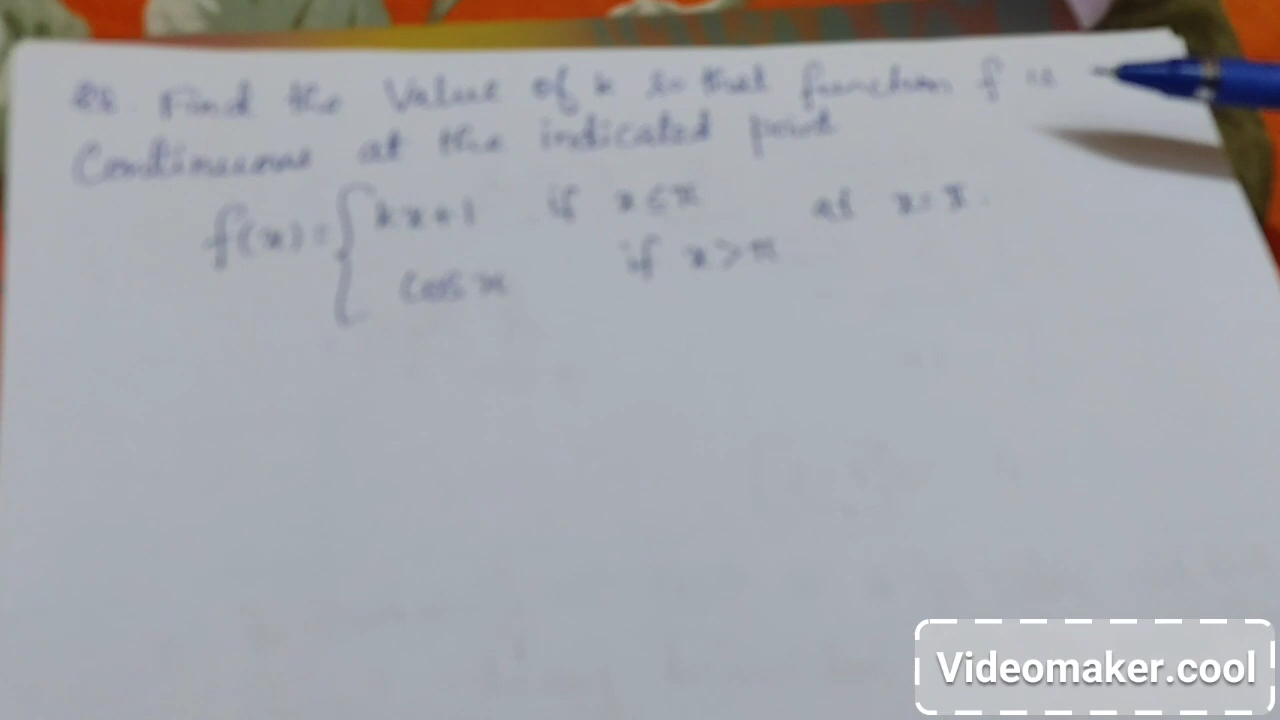 Find the Value of k so that function f is
Continuous at the indicated point
f(x) = { kx+1 if x ≤ π at x = π.
cos x if x > π
Videomaker.cool